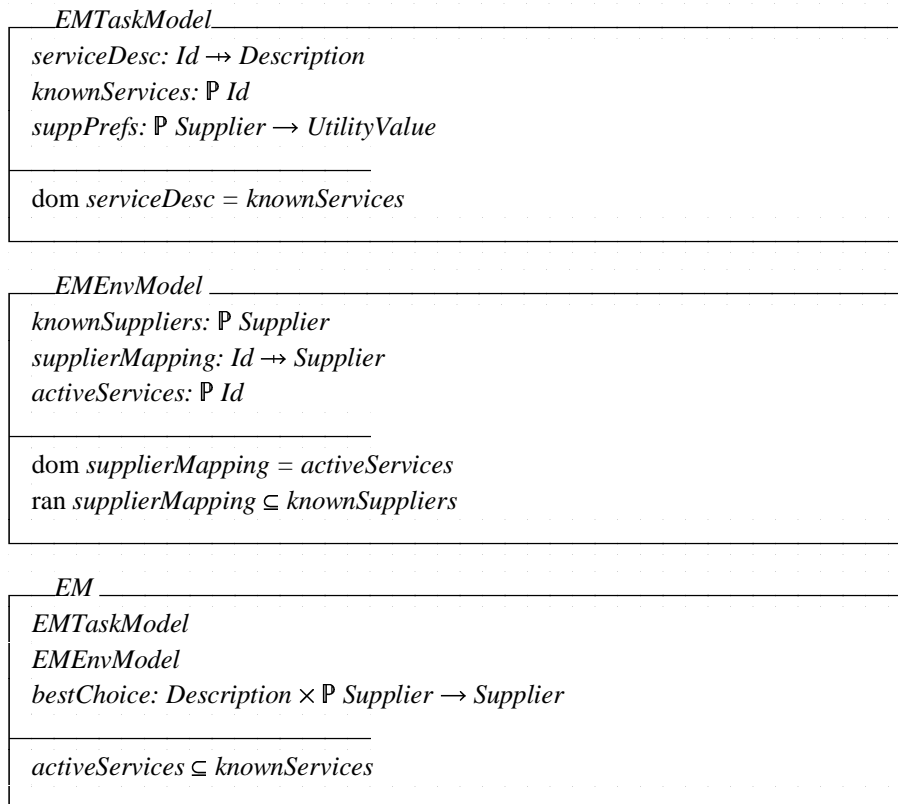 EMTaskModel
serviceDesc: Id ⇸ Description
knownServices: ℙ Id
suppPrefs: ℙ Supplier → UtilityValue
dom serviceDesc = knownServices
EMEnvModel
knownSuppliers: ℙ Supplier
supplierMapping: Id ⇸ Supplier
activeServices: ℙ Id
dom supplierMapping = activeServices
ran supplierMapping ⊆ knownSuppliers
EM
EMTaskModel
EMEnvModel
bestChoice: Description × ℙ Supplier → Supplier
activeServices ⊆ knownServices